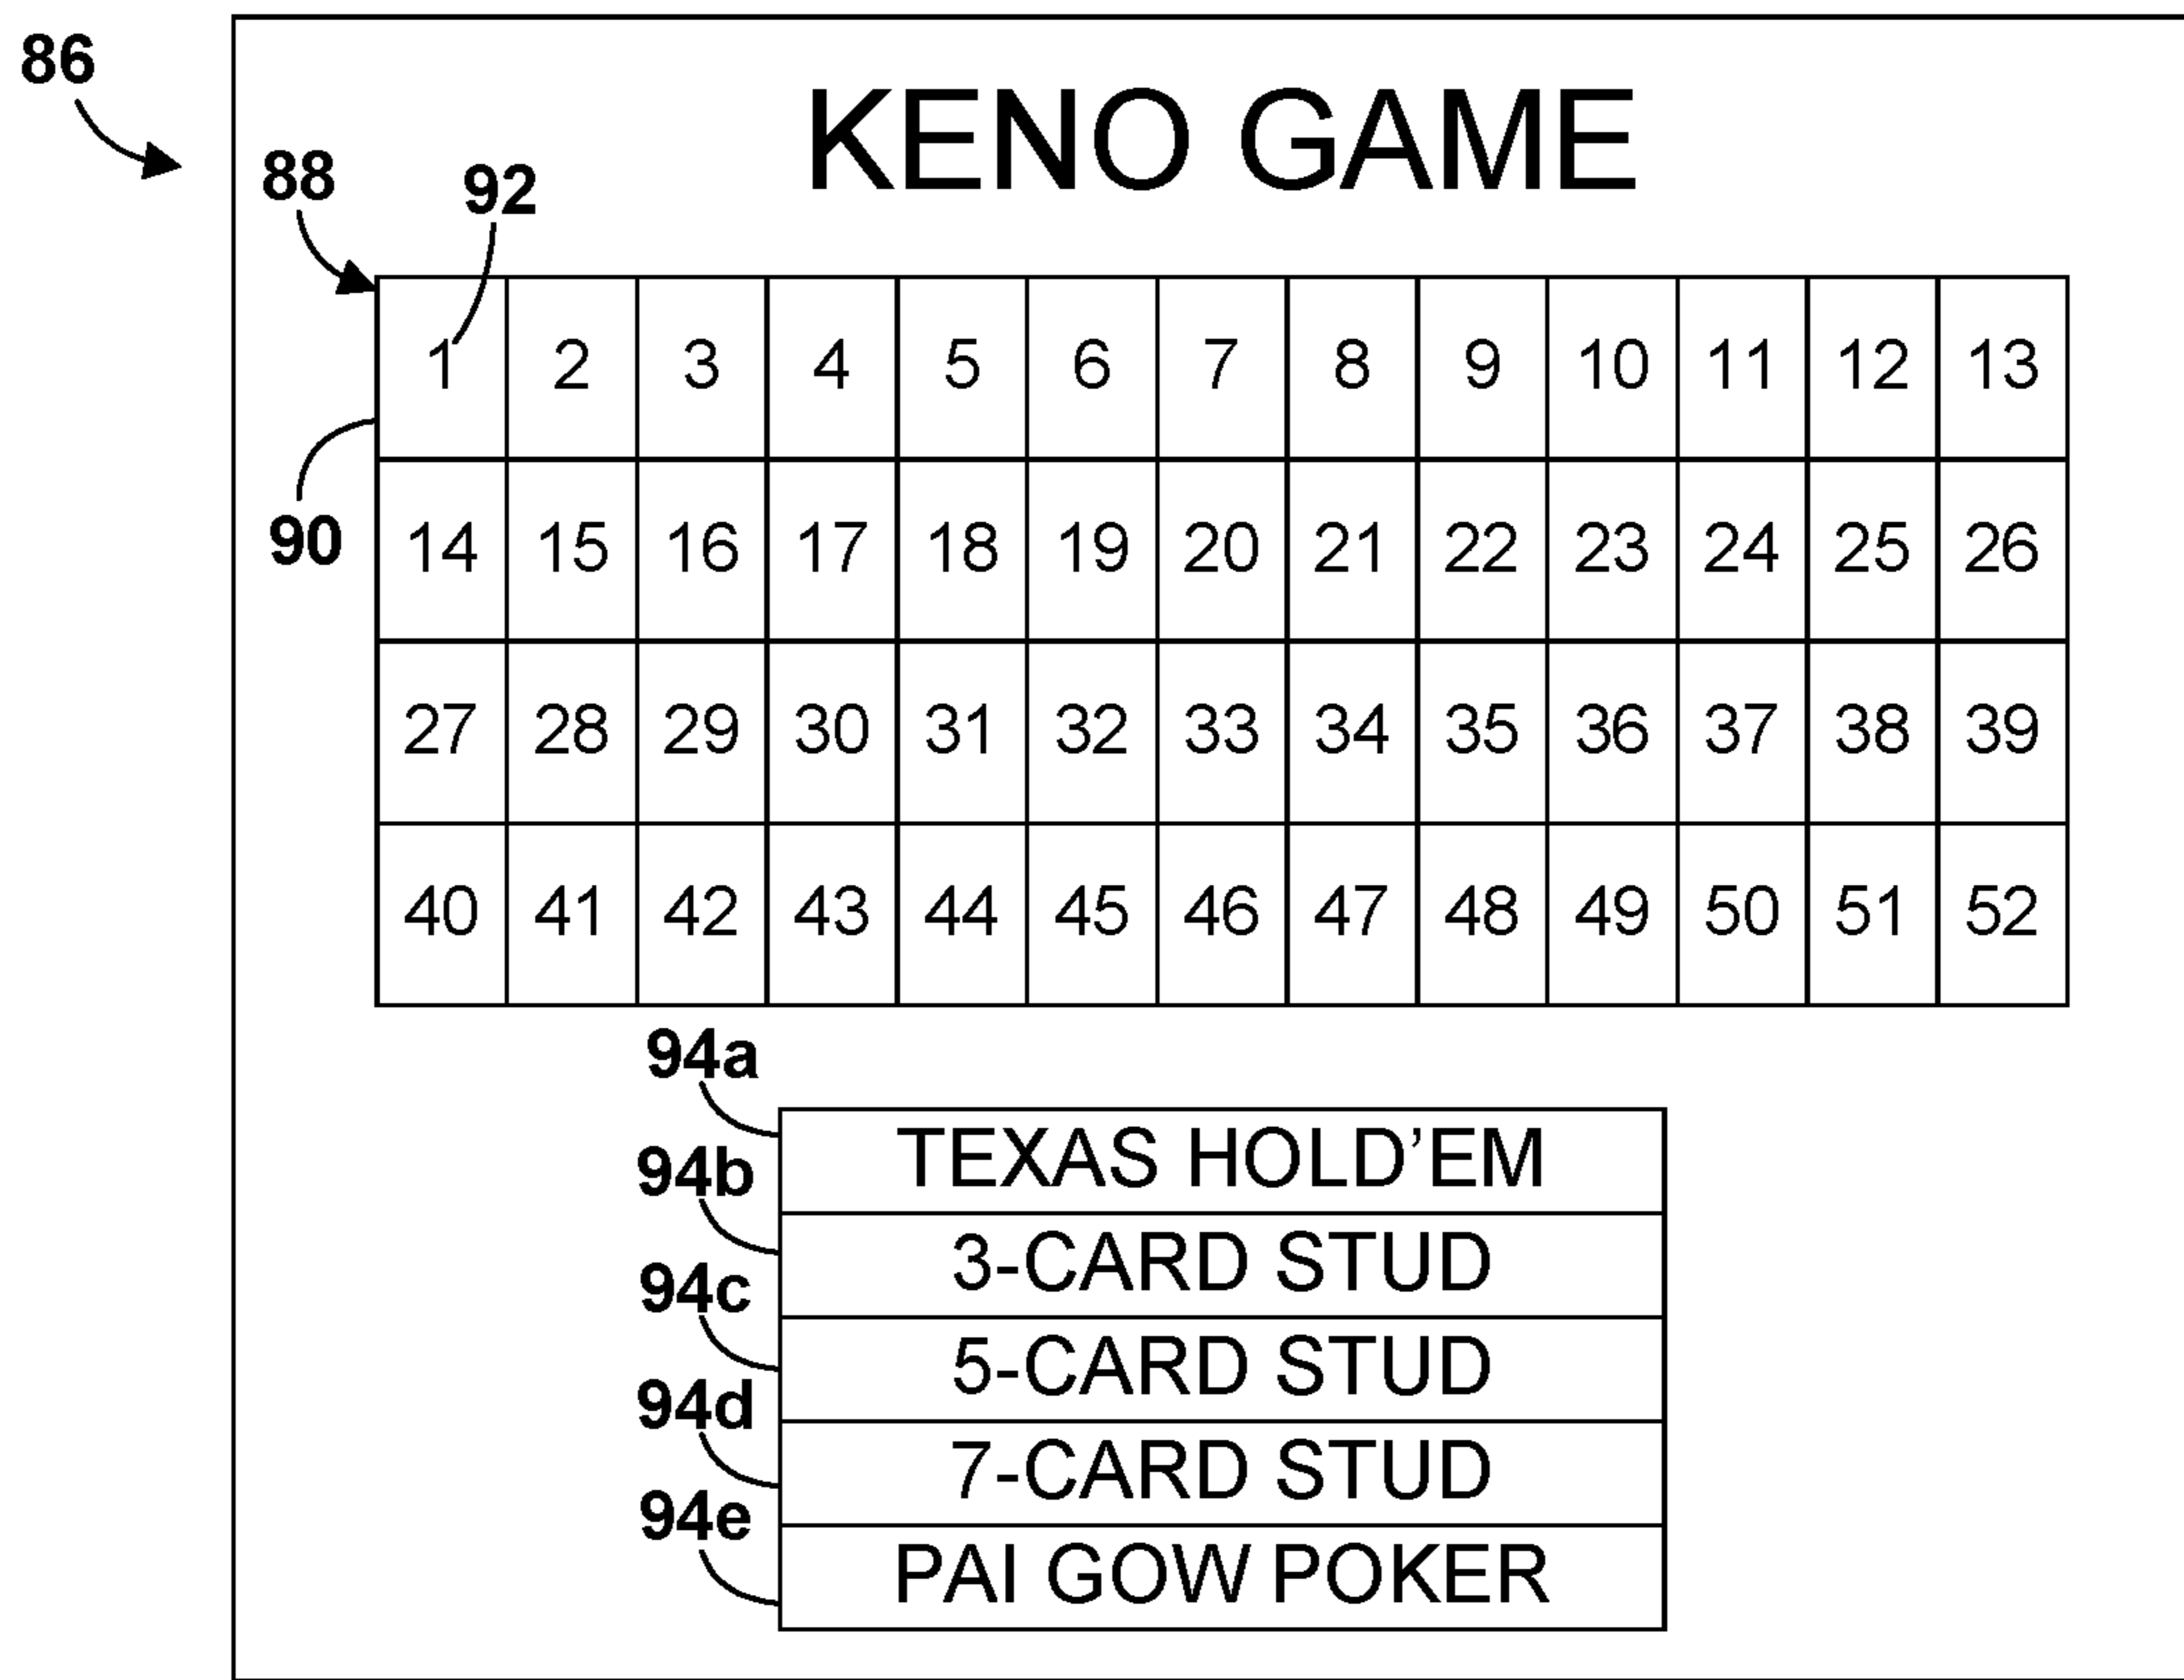 86
KENO GAME
88
92
1 2 3 4 5 6 7 8 9 10 11 12 13
90
14 15 16 17 18 19 20 21 22 23 24 25 26
27 28 29 30 31 32 33 34 35 36 37 38 39
40 41 42 43 44 45 46 47 48 49 50 51 52
94a
TEXAS HOLD’EM
94b
3-CARD STUD
94c
5-CARD STUD
94d
7-CARD STUD
94e
PAI GOW POKER